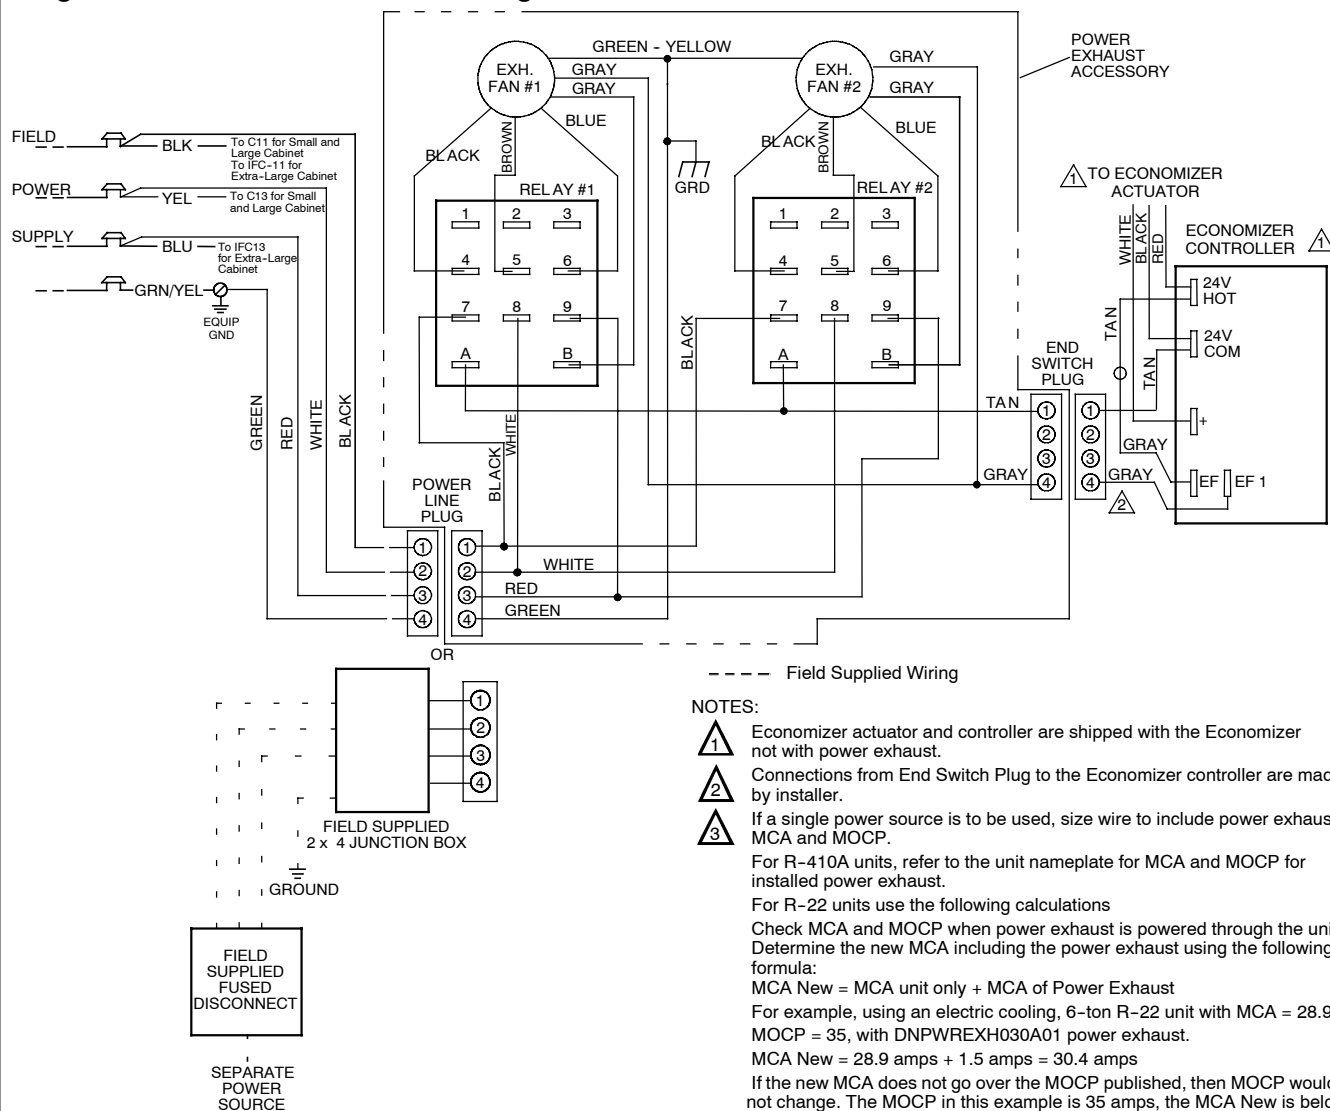 GREEN - YELLOW
POWER
EXHAUST
ACCESSORY
EXH.
FAN #1
GRAY
GRAY
BLUE
BLACK
BROWN
EXH.
FAN #2
GRAY
GRAY
BLUE
BLACK
BROWN
GRD
FIELD
BLK
To C11 for Small and
Large Cabinet
To IFC-11 for
Extra-Large Cabinet
POWER
YEL
To C13 for Small
and Large Cabinet
SUPPLY
BLU
To IFC13
for Extra-Large
Cabinet
GRN/YEL
EQUIP
GND
RELAY #1
1 2 3
4 5 6
7 8 9
A B
RELAY #2
1 2 3
4 5 6
7 8 9
A B
1 TO ECONOMIZER
ACTUATOR
WHITE
BLACK
RED
ECONOMIZER
CONTROLLER 1
24V
HOT
24V
COM
+
EF EF 1
TAN
TAN
GRAY
GRAY
2
END
SWITCH
PLUG
1 1
2 2
3 3
4 4
TAN
GRAY
BLACK
GREEN
RED
WHITE
BLACK
WHITE
BLACK
POWER
LINE
PLUG
1 1
2 2 WHITE
3 3 RED
4 4 GREEN
OR
1
2
3
4
FIELD SUPPLIED
2 x 4 JUNCTION BOX
GROUND
FIELD
SUPPLIED
FUSED
DISCONNECT
SEPARATE
POWER
SOURCE
Field Supplied Wiring
NOTES:
1 Economizer actuator and controller are shipped with the Economizer
not with power exhaust.
2 Connections from End Switch Plug to the Economizer controller are mad
by installer.
3 If a single power source is to be used, size wire to include power exhaus
MCA and MOCP.
For R-410A units, refer to the unit nameplate for MCA and MOCP for
installed power exhaust.
For R-22 units use the following calculations
Check MCA and MOCP when power exhaust is powered through the uni
Determine the new MCA including the power exhaust using the following
formula:
MCA New = MCA unit only + MCA of Power Exhaust
For example, using an electric cooling, 6-ton R-22 unit with MCA = 28.9
MOCP = 35, with DNPWREXH030A01 power exhaust.
MCA New = 28.9 amps + 1.5 amps = 30.4 amps
If the new MCA does not go over the MOCP published, then MOCP would
not change. The MOCP in this example is 35 amps, the MCA New is belo